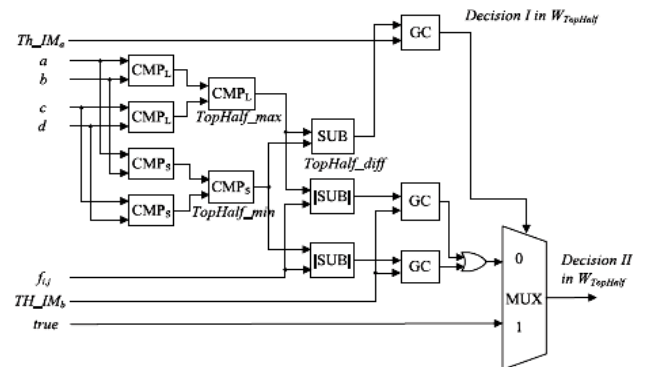 Decision I in W_TopHalf
Th_IM_a
GC
a
b
CMP_L
CMP_L
c
d
CMP_L
TopHalf_max
SUB
TopHalf_diff
CMP_S
CMP_S
TopHalf_min
|SUB|
GC
CMP_S
|SUB|
GC
0
Decision II
in W_TopHalf
f_i,j
TH_IM_b
MUX
true
1